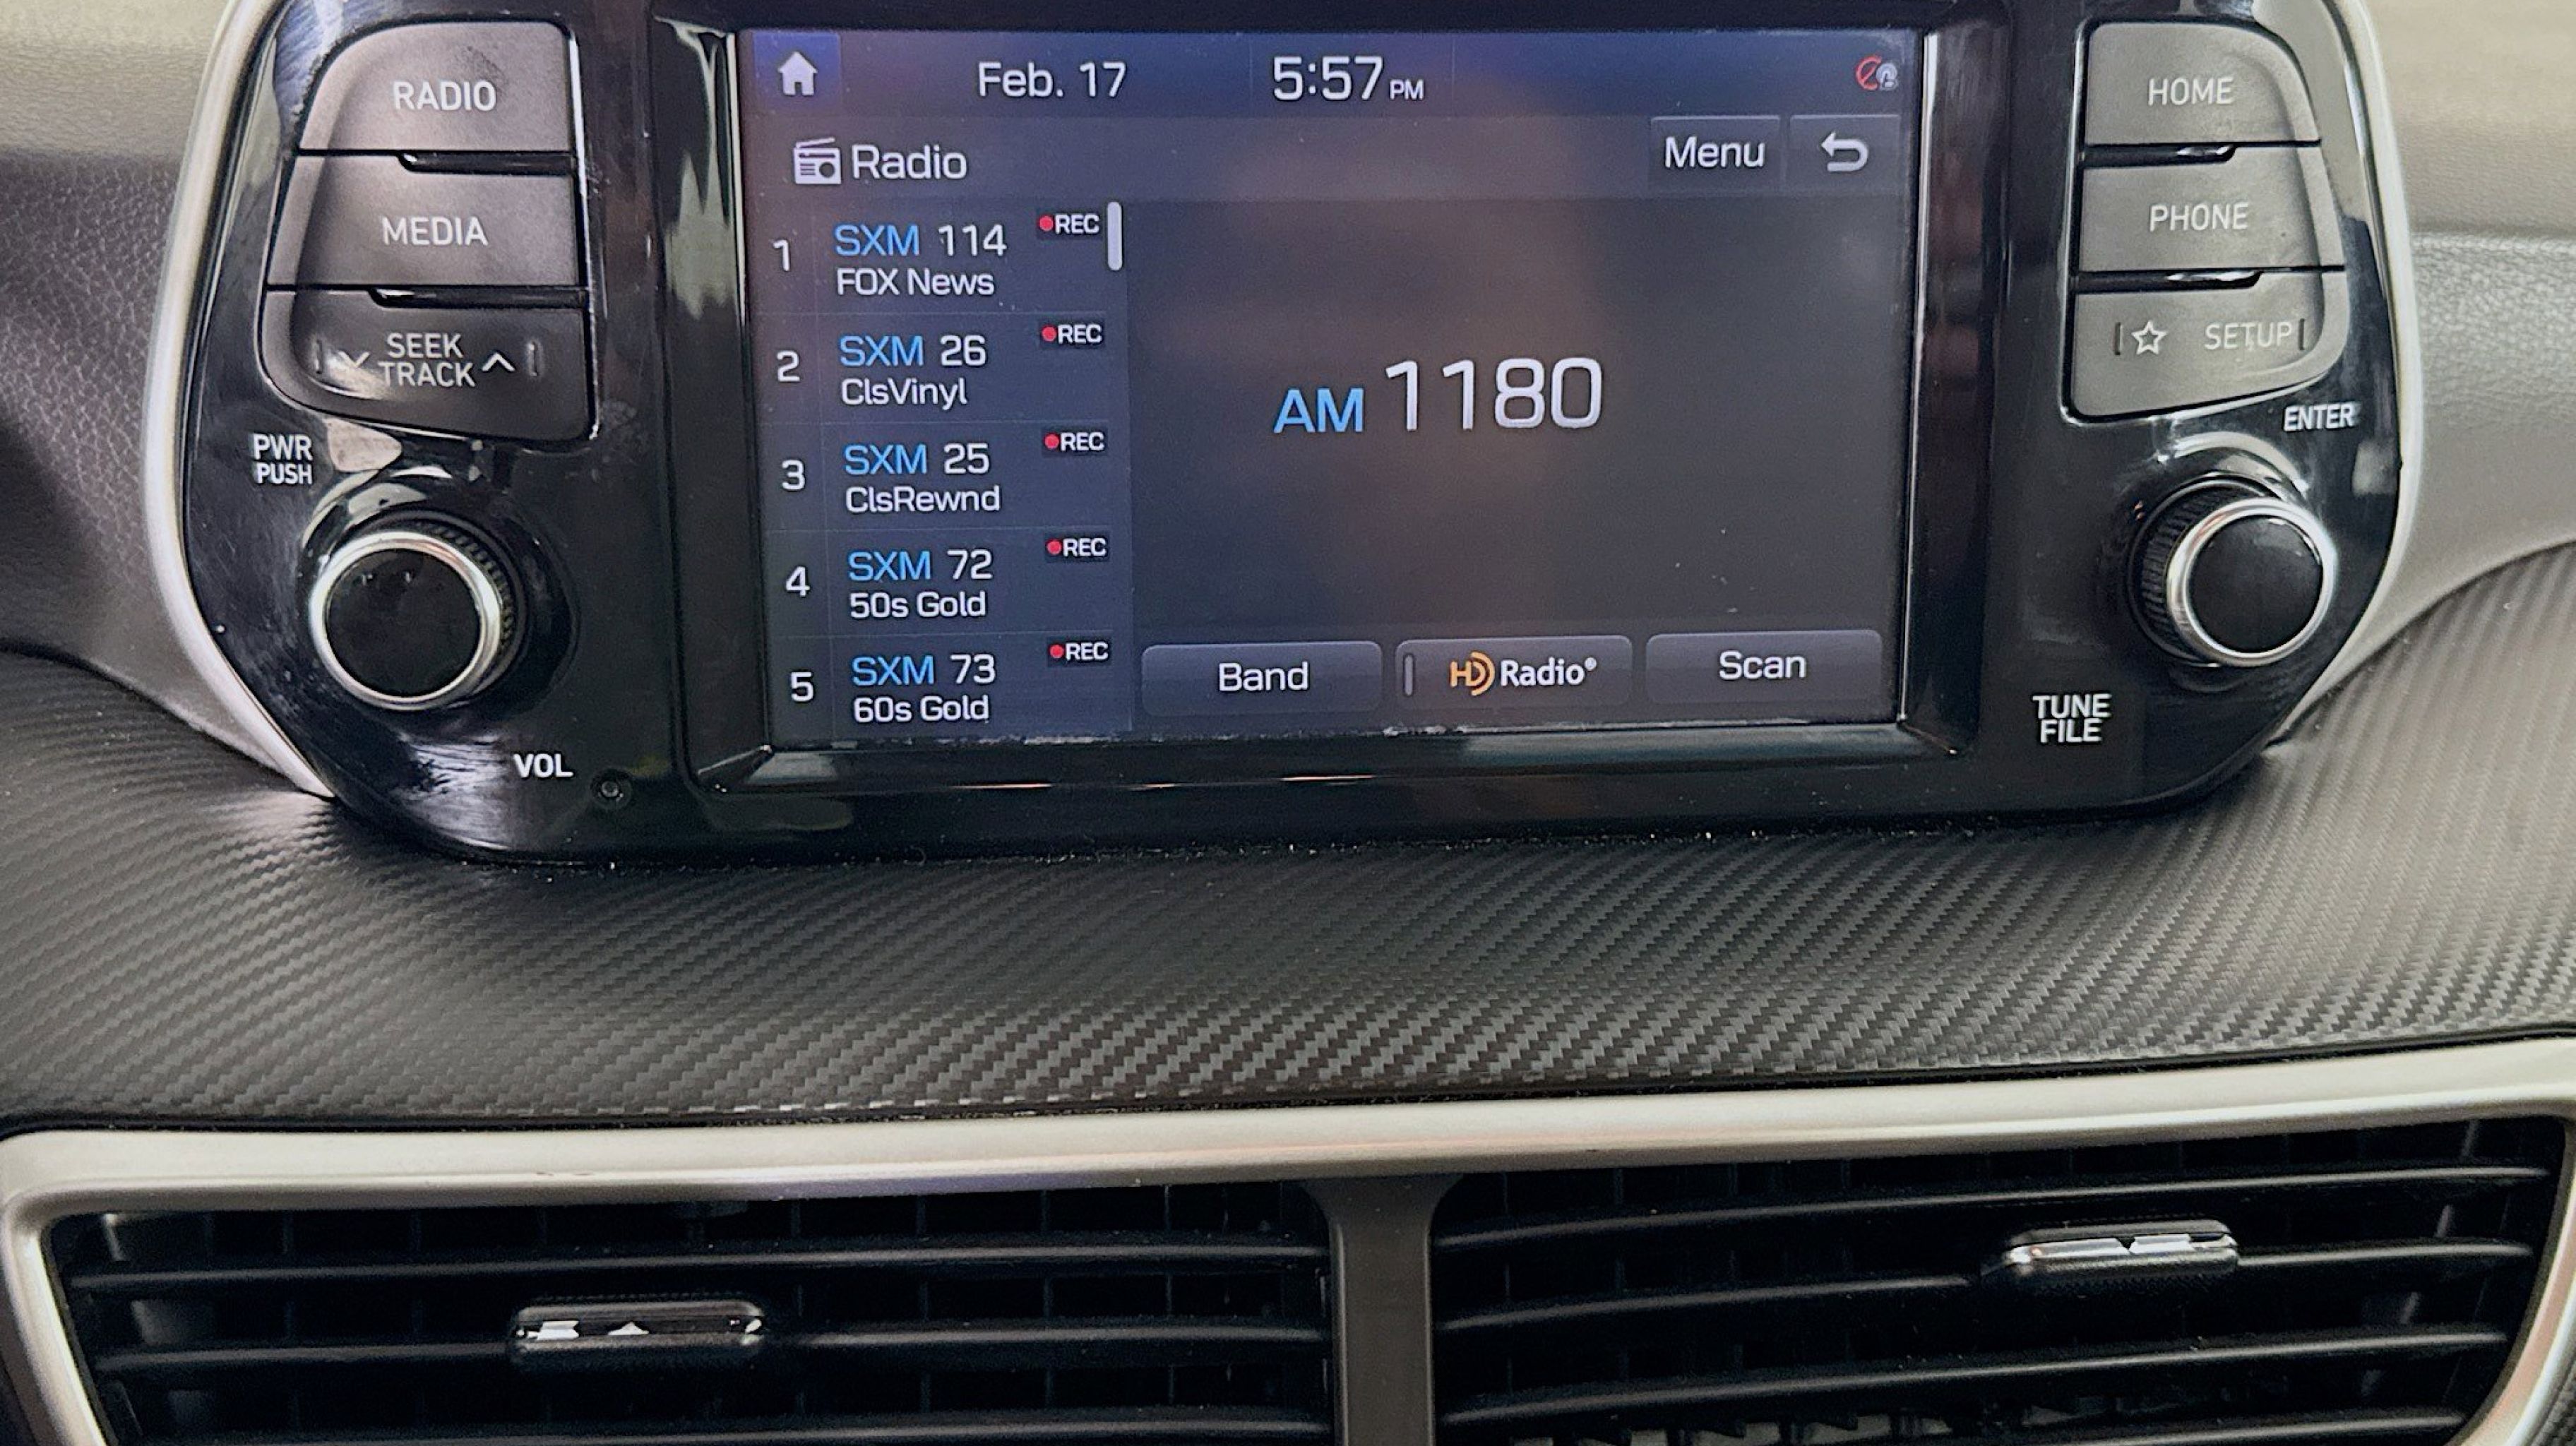 RADIO
MEDIA
SEEK
TRACK
PWR
PUSH
VOL
Feb. 17 5:57 PM
Radio
Menu
1 SXM 114 REC
FOX News
2 SXM 26 REC
ClsVinyl
3 SXM 25 REC
ClsRewnd
4 SXM 72 REC
50s Gold
5 SXM 73 REC
60s Gold
AM 1180
Band
HD Radio®
Scan
HOME
PHONE
SETUP
ENTER
TUNE
FILE